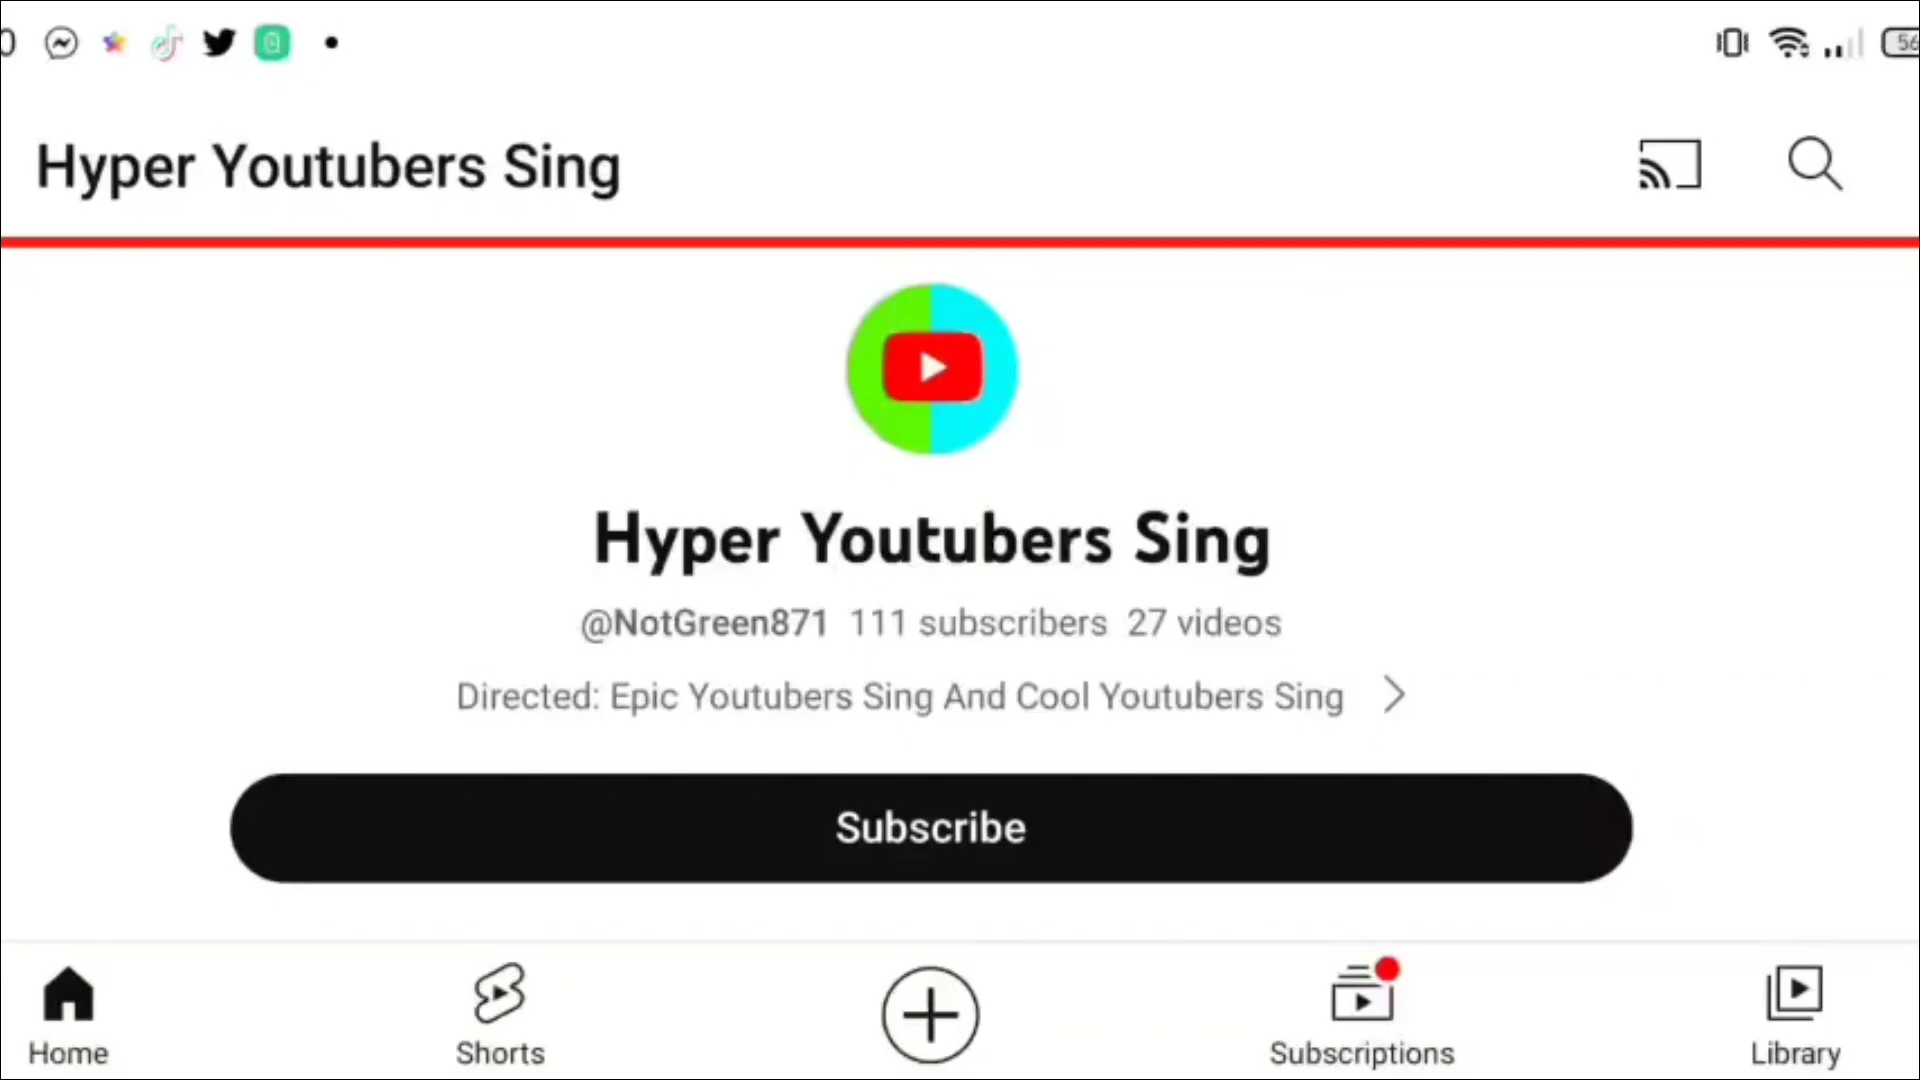 56
Hyper Youtubers Sing
Hyper Youtubers Sing
@NotGreen871 111 subscribers 27 videos
Directed: Epic Youtubers Sing And Cool Youtubers Sing
Subscribe
Home Shorts Subscriptions Library